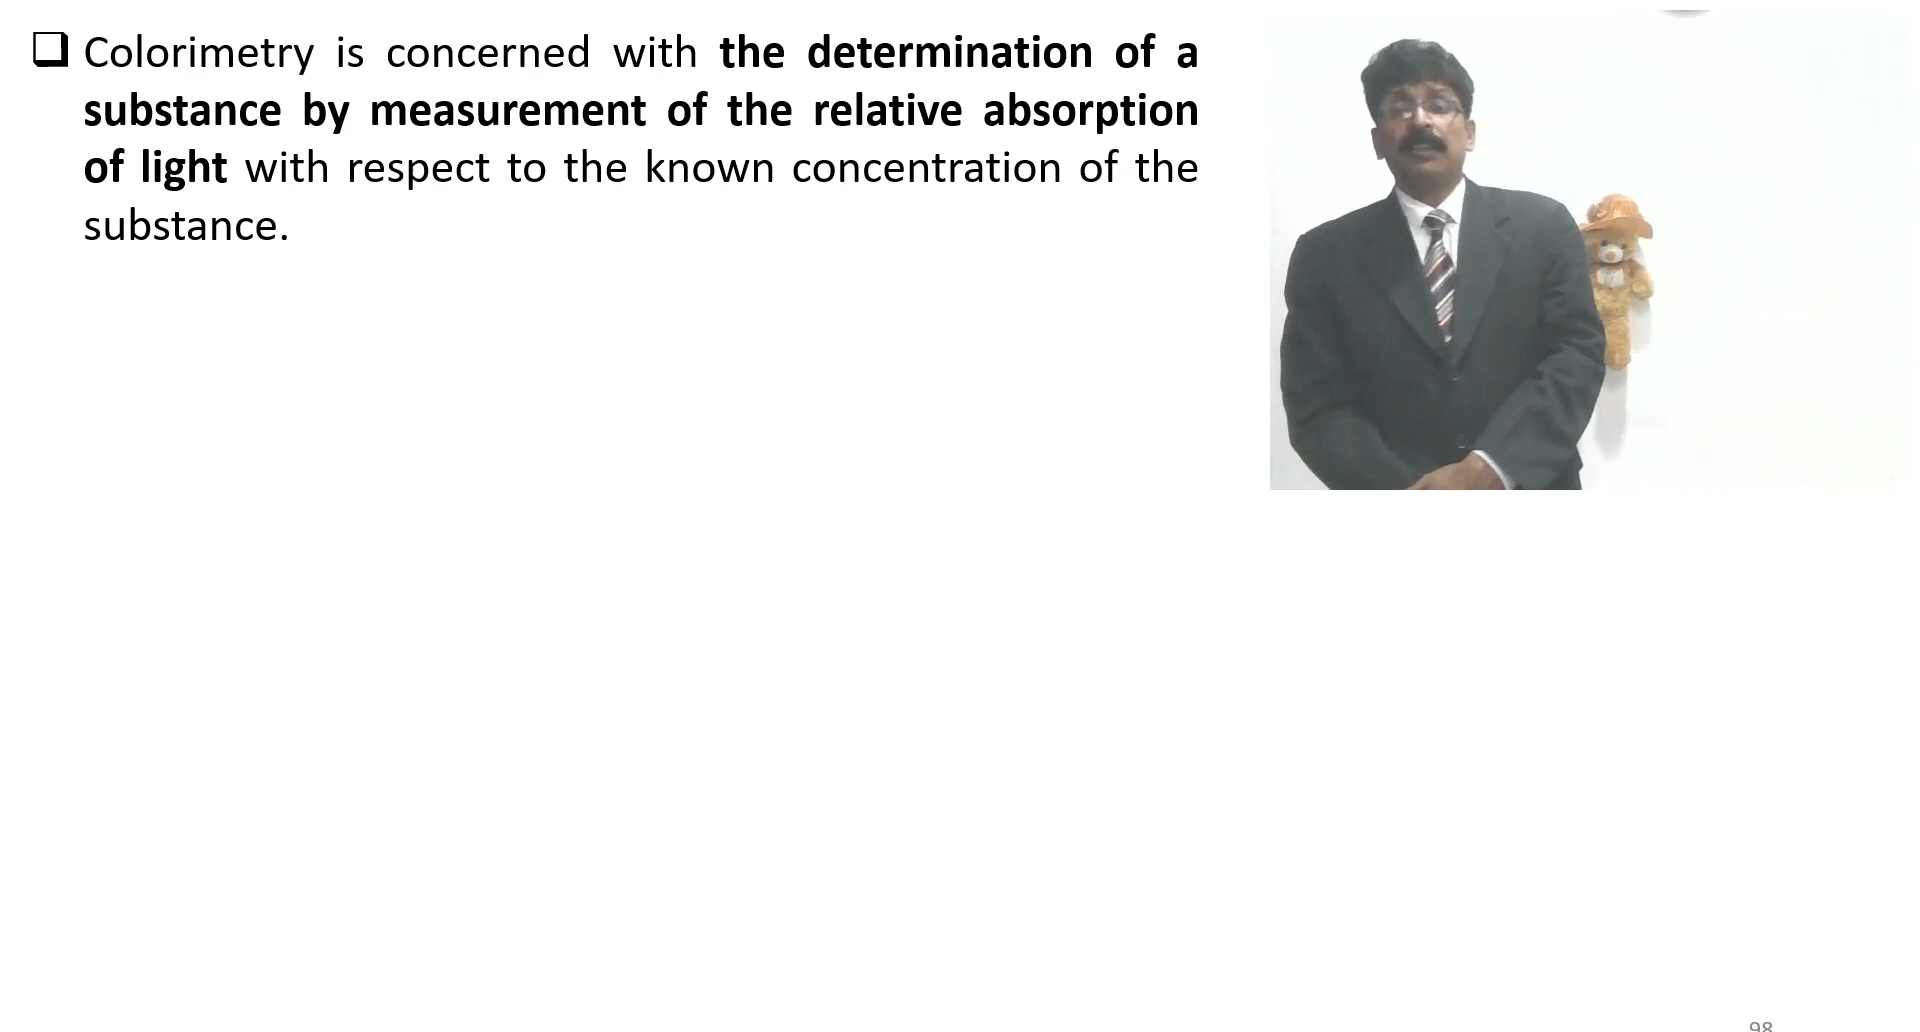 Colorimetry is concerned with the determination of a
substance by measurement of the relative absorption
of light with respect to the known concentration of the
substance.
98